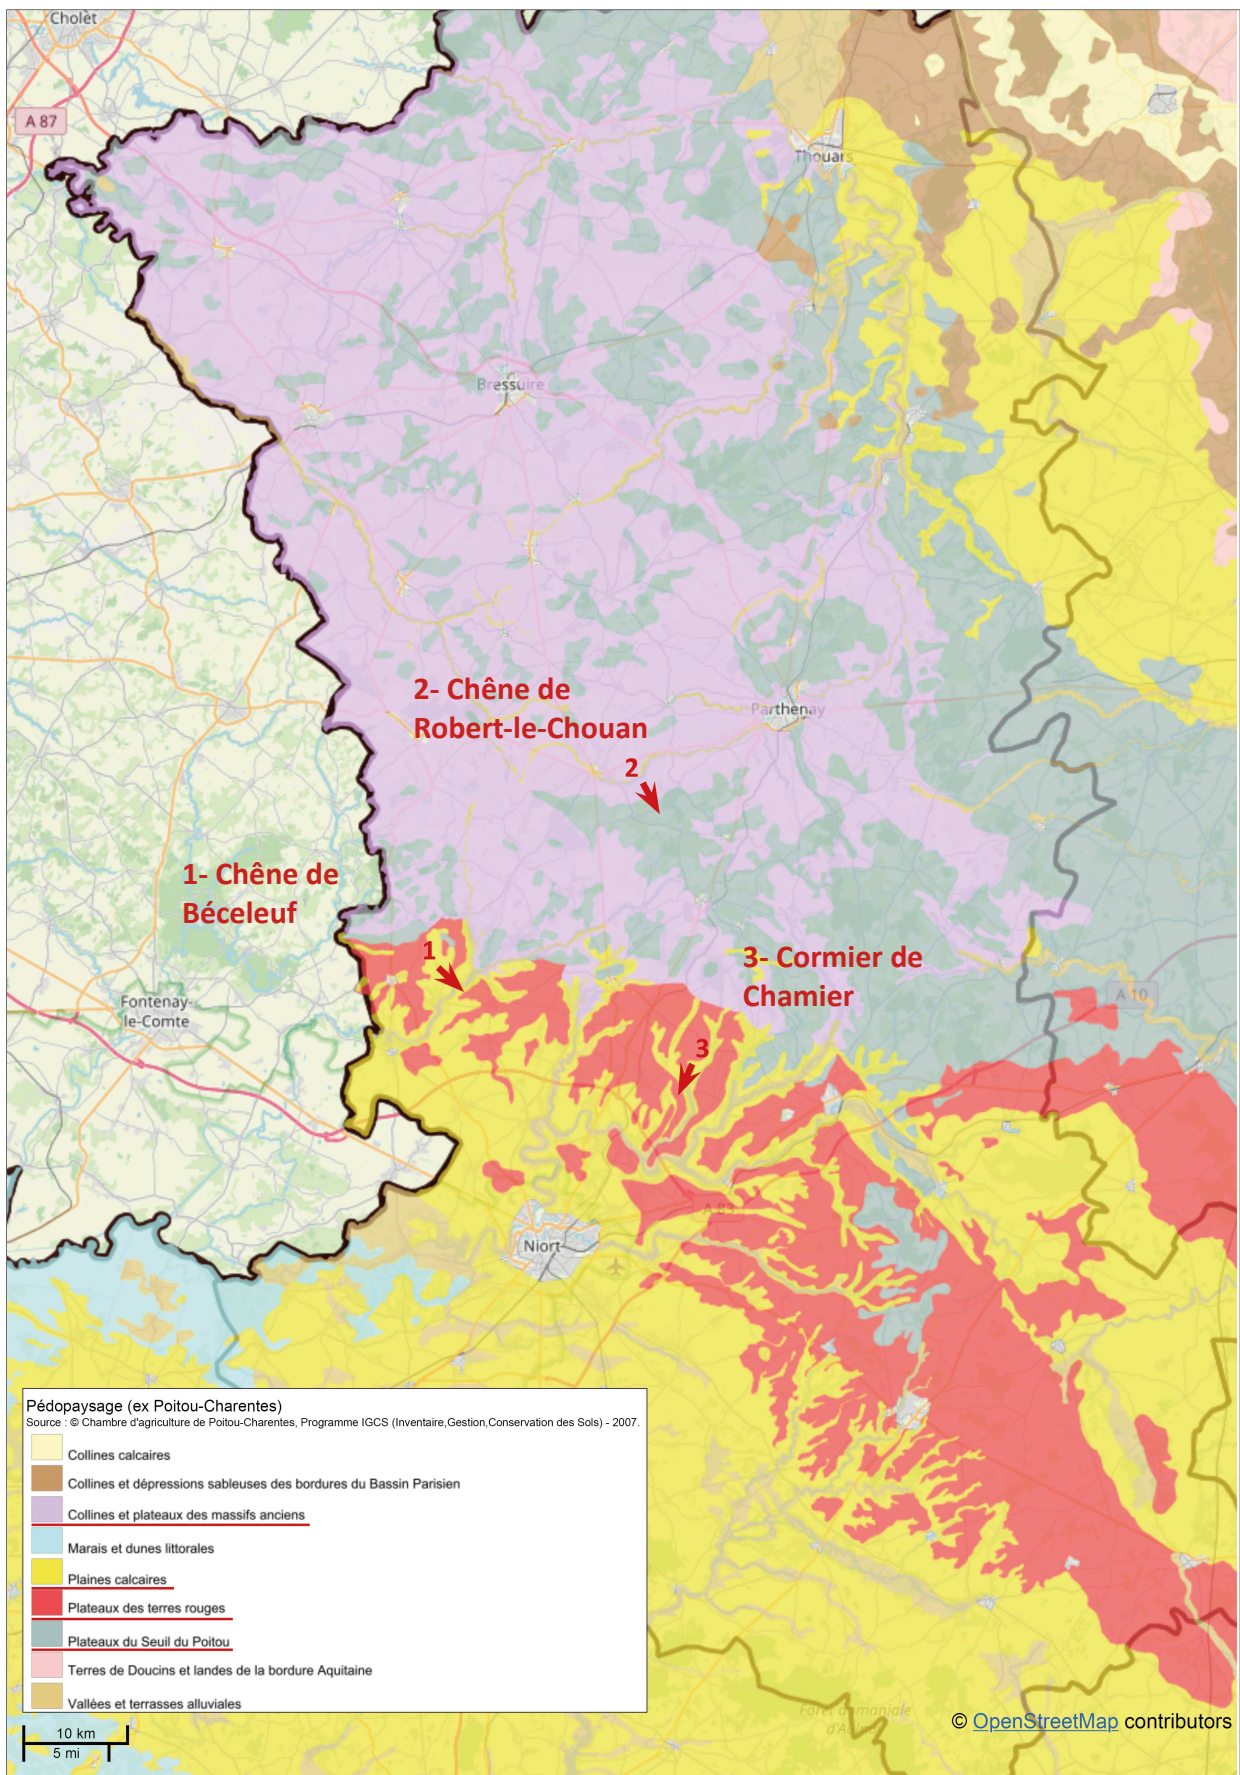 Cholet
A 87
Thouars
Bressuire
2- Chêne de
Robert-le-Chouan
Parthenay
2
1- Chêne de
Béceleuf
1
3- Cormier de
Chamier
A 10
Fontenay-
le-Comte
3
A 83
Niort
Pédopaysage (ex Poitou-Charentes)
Source : © Chambre d'agriculture de Poitou-Charentes, Programme IGCS (Inventaire,Gestion,Conservation des Sols) - 2007.
Collines calcaires
Collines et dépressions sableuses des bordures du Bassin Parisien
Collines et plateaux des massifs anciens
Marais et dunes littorales
Plaines calcaires
Plateaux des terres rouges
Plateaux du Seuil du Poitou
Terres de Doucins et landes de la bordure Aquitaine
Vallées et terrasses alluviales
Forêt domaniale
10 km
5 mi
© OpenStreetMap contributors